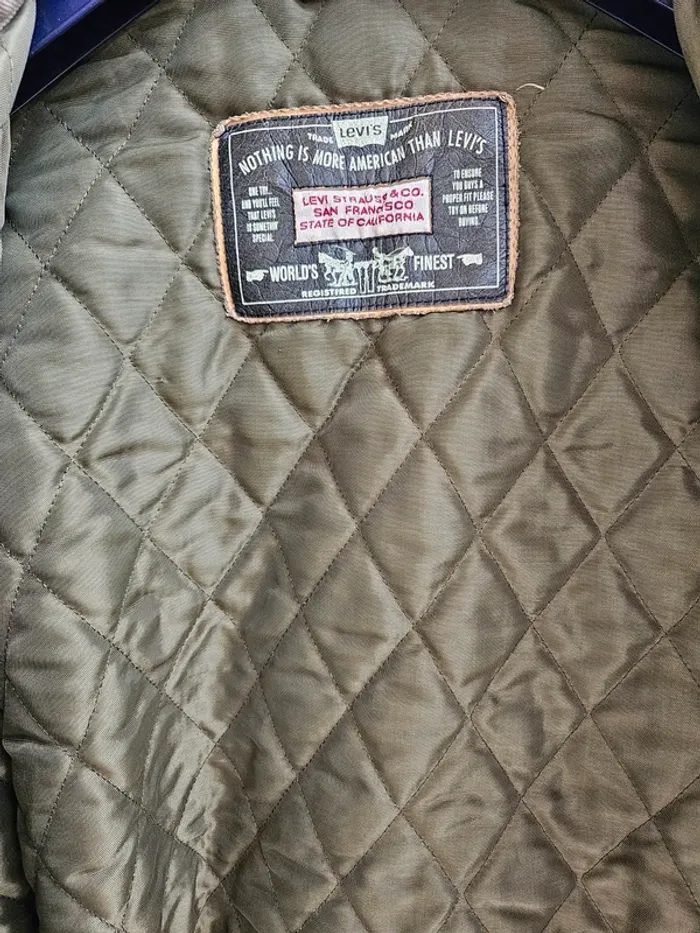 TRADE LEVI'S MARK
NOTHING IS MORE AMERICAN THAN LEVI'S
ONE TRY
AND YOU'LL FEEL
THAT LEVI'S
IS SOMETHIN'
SPECIAL.
LEVI STRAUSS & CO.
SAN FRANCISCO
STATE OF CALIFORNIA
TO ENSURE
YOU BUYS A
PROPER FIT PLEASE
TRY ON BEFORE
BUYING.
WORLD'S FINEST
REGISTERED TRADEMARK